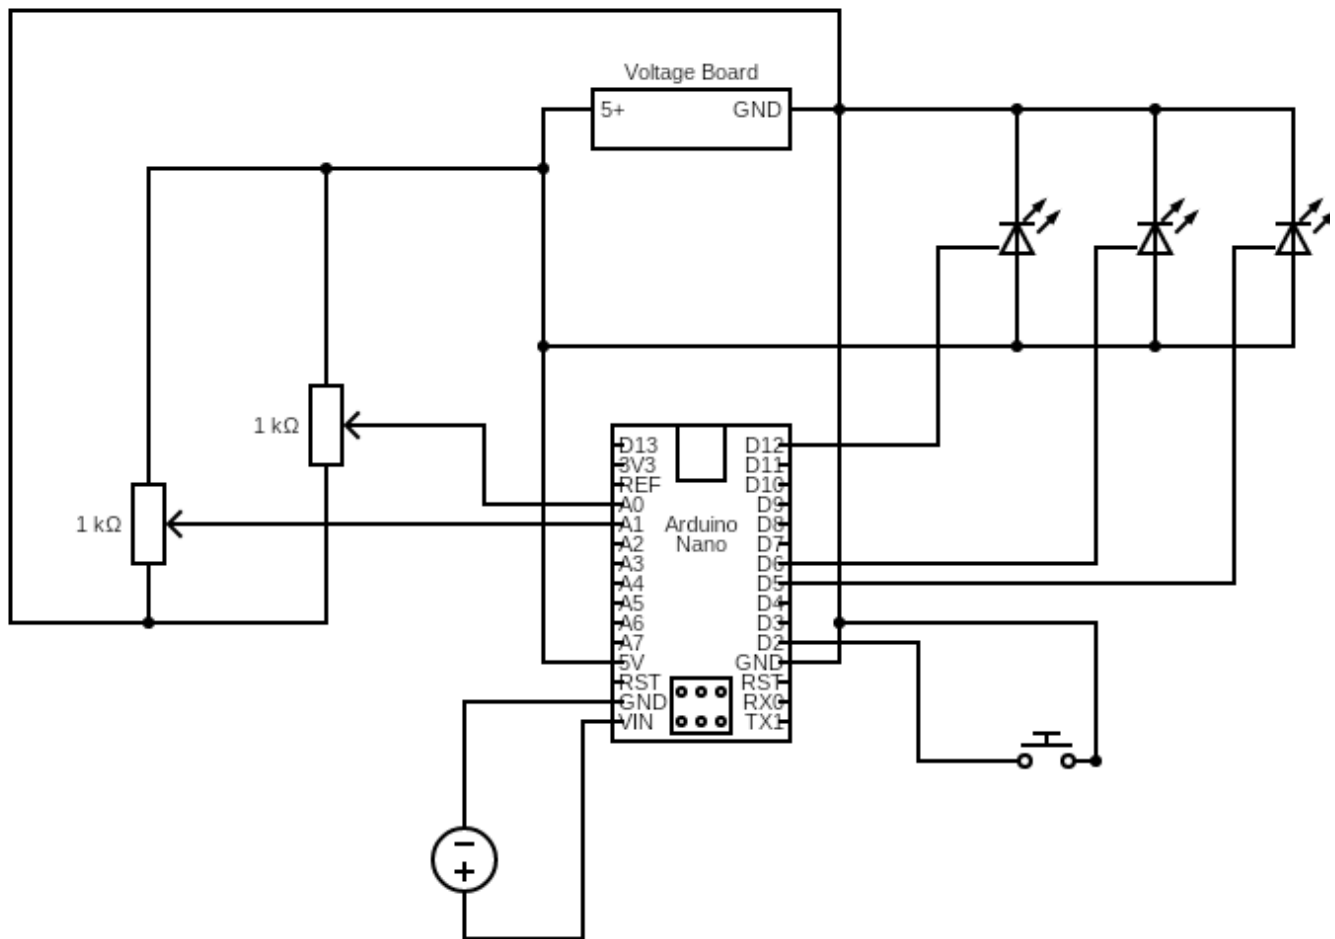 Voltage Board
5+ GND
1 kΩ
1 kΩ
D13 D12
3V3 D11
REF D10
A0 D9
A1 Arduino D8
A2 Nano D7
A3 D6
A4 D5
A5 D4
A6 D3
A7 D2
5V GND
RST RST
GND RX0
VIN TX1